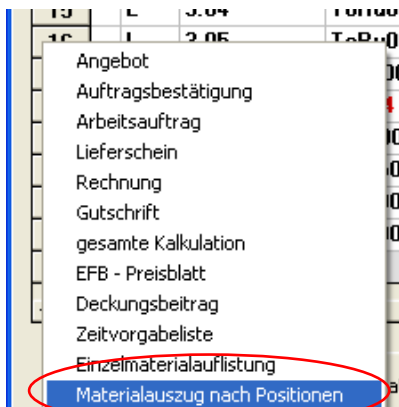 Angebot
Auftragsbestätigung
Arbeitsauftrag
Lieferschein
Rechnung
Gutschrift
gesamte Kalkulation
EFB - Preisblatt
Deckungsbeitrag
Zeitvorgabeliste
Einzelmaterialauflistung
Materialauszug nach Positionen